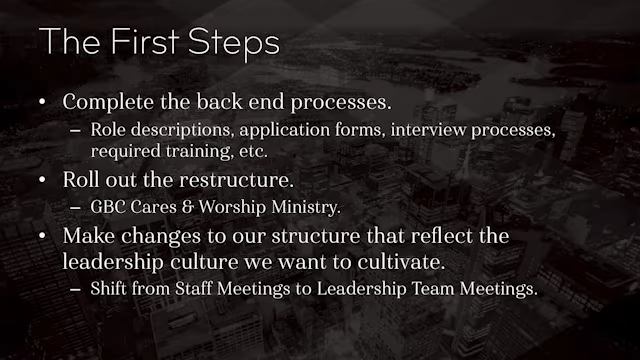 The First Steps
• Complete the back end processes.
– Role descriptions, application forms, interview processes,
required training, etc.
• Roll out the restructure.
– GBC Cares & Worship Ministry.
• Make changes to our structure that reflect the
leadership culture we want to cultivate.
– Shift from Staff Meetings to Leadership Team Meetings.